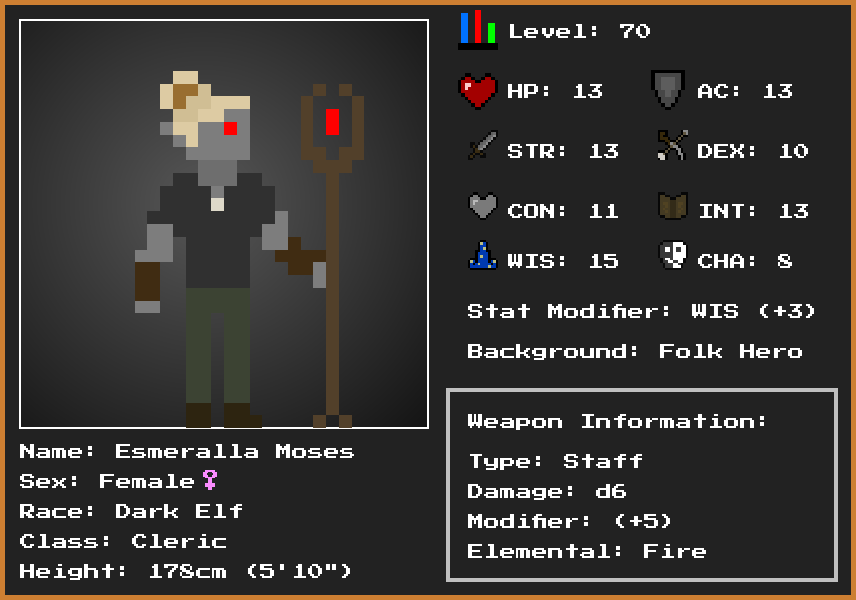 Level: 70
HP: 13
AC: 13
STR: 13
DEX: 10
CON: 11
INT: 13
WIS: 15
CHA: 8
Stat Modifier: WIS (+3)
Background: Folk Hero
Weapon Information:
Type: Staff
Damage: d6
Modifier: (+5)
Elemental: Fire
Name: Esmeralla Moses
Sex: Female♀
Race: Dark Elf
Class: Cleric
Height: 178cm (5'10")